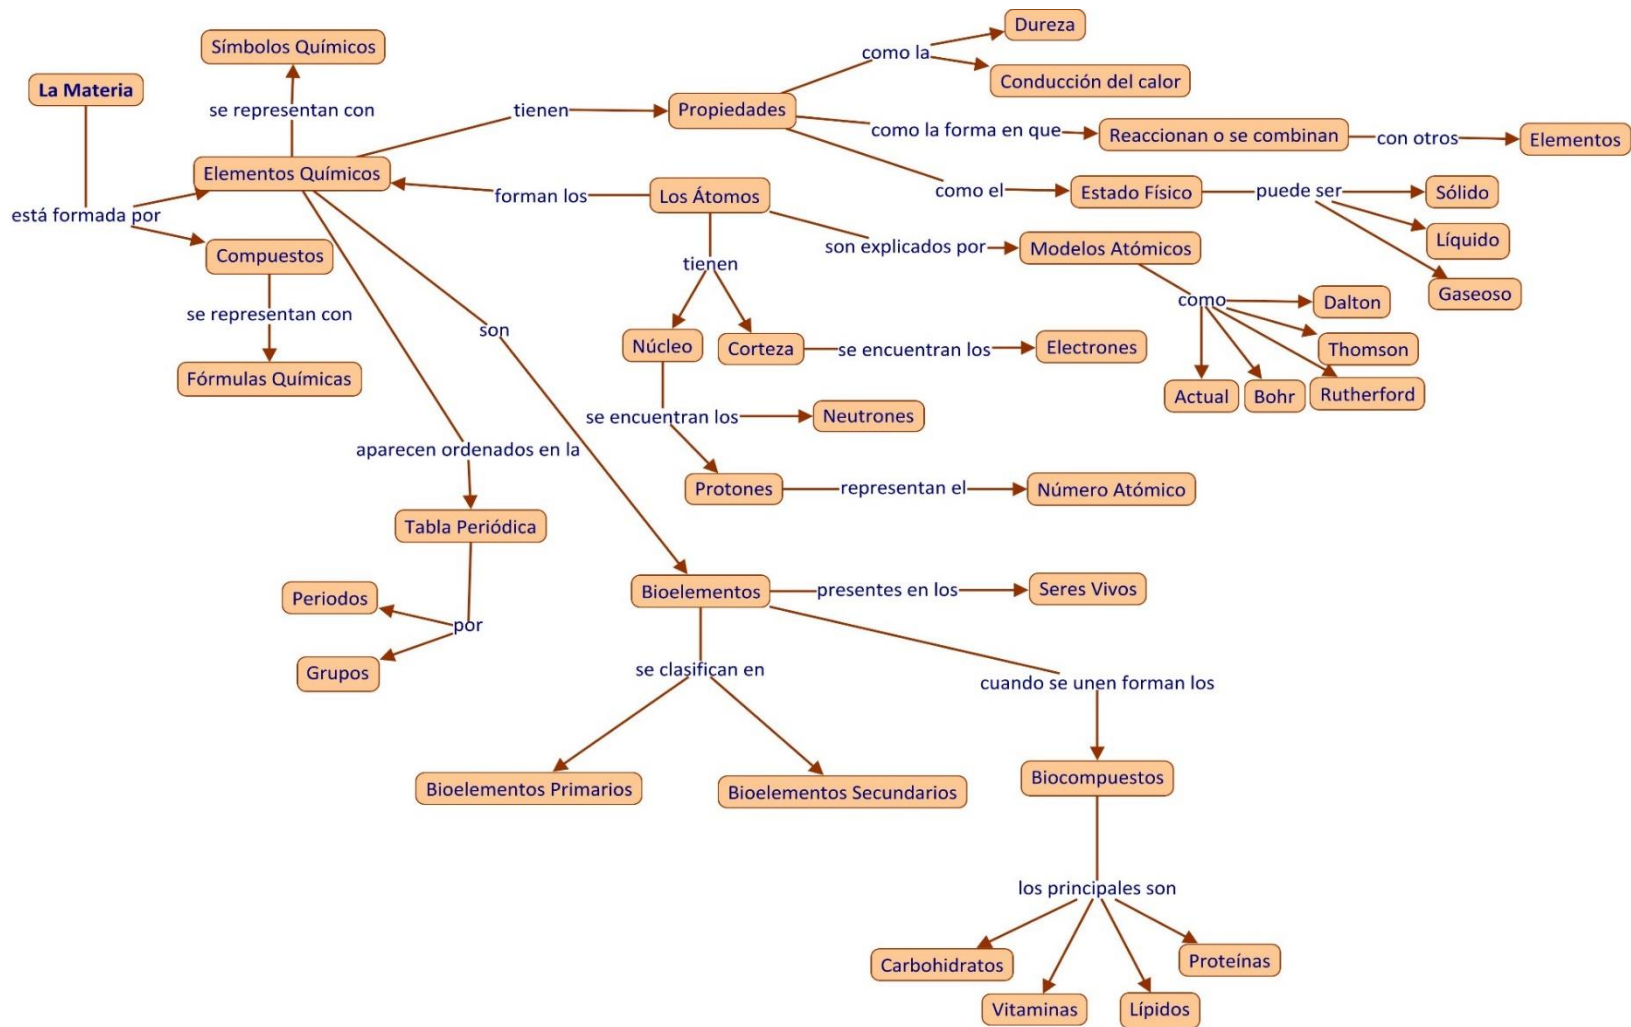 Dureza
Símbolos Químicos
como la
La Materia
Conducción del calor
se representan con
tienen
Propiedades
como la forma en que
Reaccionan o se combinan
con otros
Elementos
Elementos Químicos
forman los
Los Átomos
como el
Estado Físico
puede ser
Sólido
está formada por
Líquido
son explicados por
Modelos Atómicos
Compuestos
tienen
Gaseoso
como
Dalton
se representan con
son
Núcleo
Corteza
se encuentran los
Electrones
Thomson
Fórmulas Químicas
Actual
Bohr
Rutherford
se encuentran los
Neutrones
aparecen ordenados en la
Protones
representan el
Número Atómico
Tabla Periódica
Periodos
Bioelementos
presentes en los
Seres Vivos
por
Grupos
se clasifican en
cuando se unen forman los
Bioelementos Primarios
Bioelementos Secundarios
Biocompuestos
los principales son
Carbohidratos
Proteínas
Vitaminas
Lípidos